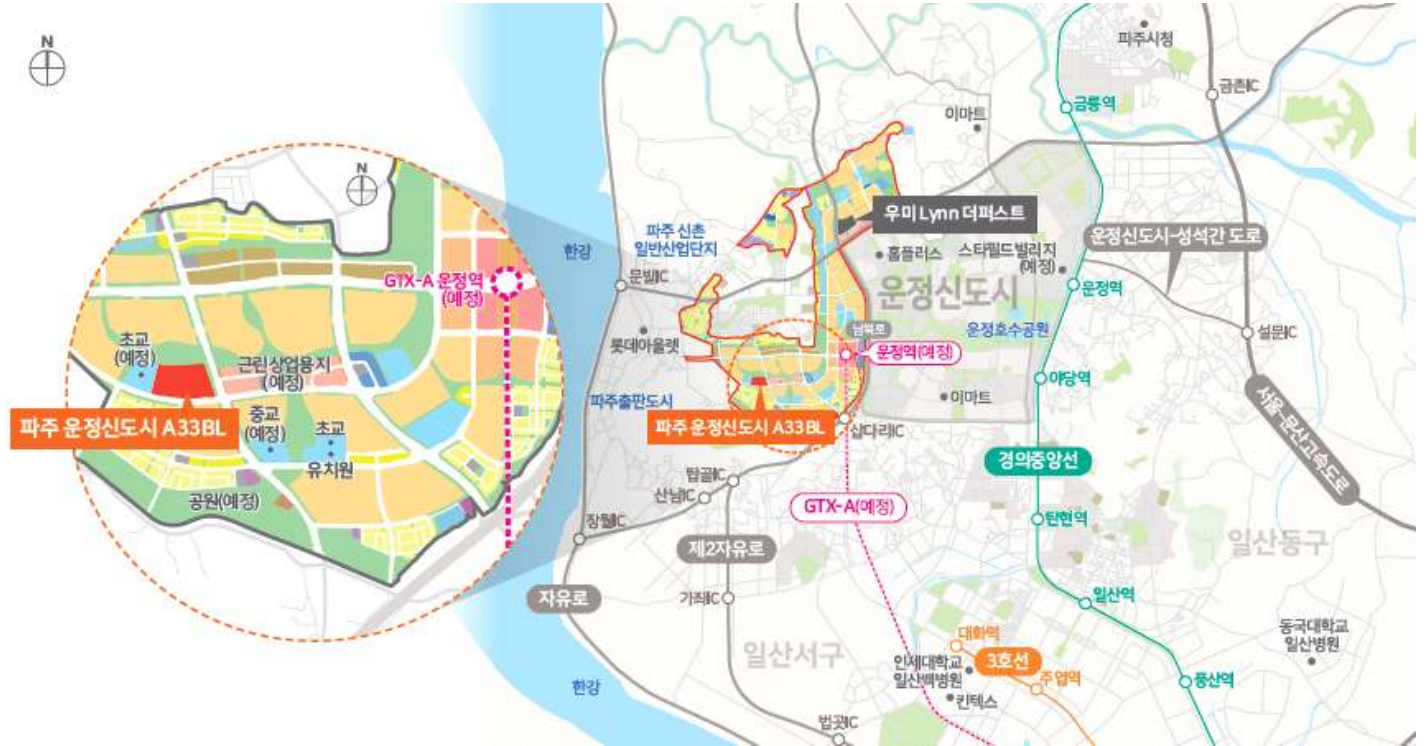 N
파주시청
금촌IC
금릉역
이마트
N
우미 Lynn 더퍼스트
파주 신촌
일반산업단지
한강
홈플러스
스타필드빌리지
(예정)
운정신도시-성석간 도로
GTX-A 운정역
(예정)
문발IC
운정신도시
운정역
초교
(예정)
근린상업용지
(예정)
롯데아울렛
운정호수공원
설문IC
운정역(예정)
야당역
파주 운정신도시 A33BL
중교
(예정)
초교
유치원
파주출판도시
파주 운정신도시 A33BL
이마트
삽다리IC
서울-문산고속도로
공원(예정)
탑골IC
산남IC
경의중앙선
장월IC
GTX-A(예정)
탄현역
제2자유로
일산동구
자유로
가좌IC
일산역
대화역
동국대학교
일산병원
일산서구
인제대학교
일산백병원
3호선
주엽역
킨텍스
풍산역
한강
법곳IC